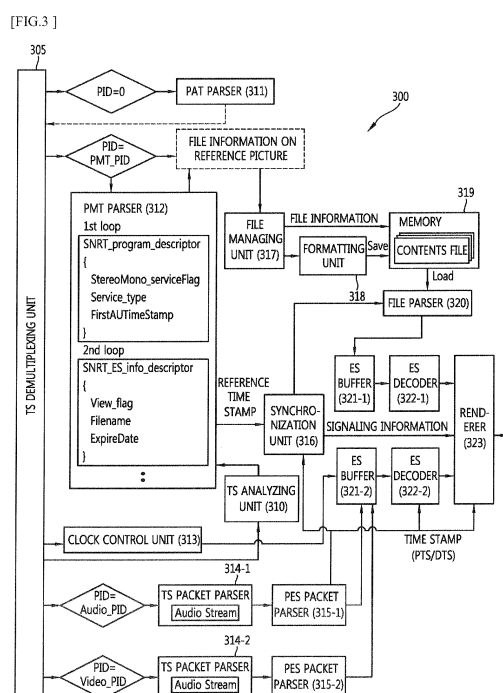 [FIG.3 ]
305
PID=0
PAT PARSER (311)
300
PID=
PMT_PID
FILE INFORMATION ON
REFERENCE PICTURE
319
PMT PARSER (312)
1st loop
SNRT_program_descriptor
{
StereoMono_serviceFlag
Service_type
FirstAUTimeStamp
}
2nd loop
SNRT_ES_info_descriptor
{
View_flag
Filename
ExpireDate
}
FILE
MANAGING
UNIT (317)
FILE INFORMATION
FORMATTING
UNIT
Save
MEMORY
CONTENTS FILE
318
Load
FILE PARSER (320)
TS DEMULTIPLEXING UNIT
ES
BUFFER
(321-1)
ES
DECODER
(322-1)
REFERENCE
TIME
STAMP
SYNCHRO-
NIZATION
UNIT (316)
SIGNALING INFORMATION
REND-
ERER
(323)
ES
BUFFER
(321-2)
ES
DECODER
(322-2)
TS ANALYZING
UNIT (310)
CLOCK CONTROL UNIT (313)
TIME STAMP
(PTS/DTS)
314-1
PID=
Audio_PID
TS PACKET PARSER
Audio Stream
PES PACKET
PARSER (315-1)
314-2
PID=
Video_PID
TS PACKET PARSER
Audio Stream
PES PACKET
PARSER (315-2)